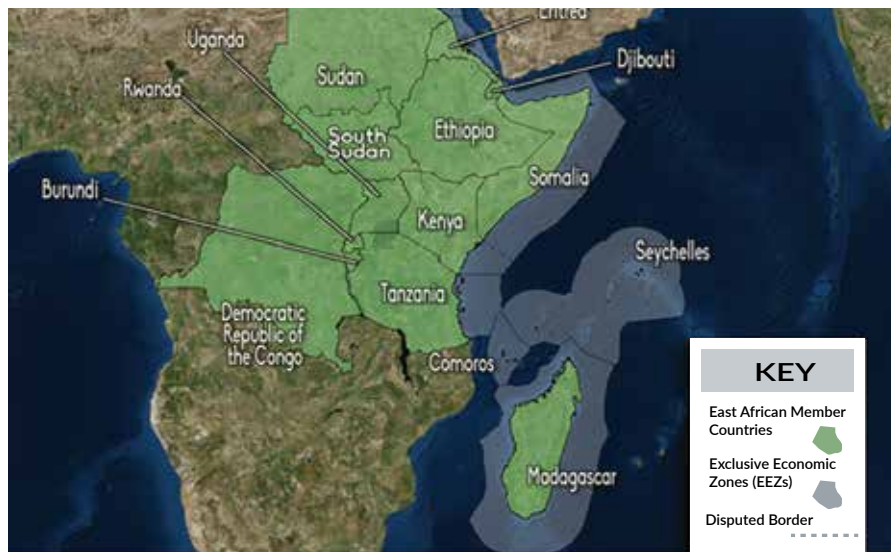 Eritrea
Uganda
Djibouti
Sudan
Rwanda
Ethiopia
South
Sudan
Somalia
Burundi
Kenya
Seychelles
Tanzania
Democratic
Republic of
the Congo
Comoros
Madagascar
KEY
East African Member
Countries
Exclusive Economic
Zones (EEZs)
Disputed Border